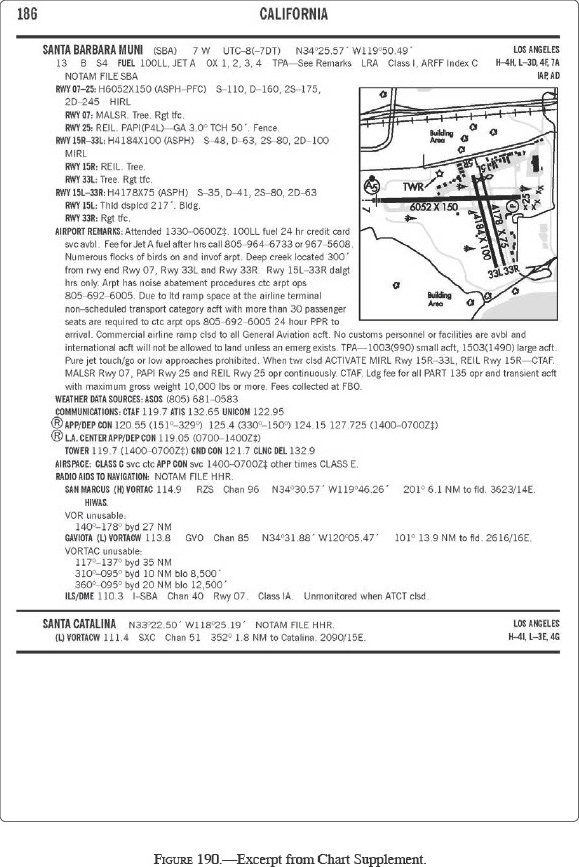 186 CALIFORNIA
SANTA BARBARA MUNI (SBA) 7 W UTC–8(–7DT) N34°25.57´ W119°50.49´ LOS ANGELES
13 B S4 FUEL 100LL, JET A OX 1, 2, 3, 4 TPA—See Remarks LRA Class I, ARFF Index C H–4H, L–3D, 4F, 7A
NOTAM FILE SBA IAP, AD
RWY 07–25: H6052X150 (ASPH–PFC) S–110, D–160, 2S–175,
2D–245 HIRL
RWY 07: MALSR. Tree. Rgt tfc.
RWY 25: REIL. PAPI(P4L)—GA 3.0° TCH 50´. Fence.
RWY 15R–33L: H4184X100 (ASPH) S–48, D–63, 2S–80, 2D–100
MIRL
RWY 15R: REIL. Tree.
RWY 33L: Tree. Rgt tfc.
RWY 15L–33R: H4178X75 (ASPH) S–35, D–41, 2S–80, 2D–63
RWY 15L: Thld dsplcd 217´. Bldg.
RWY 33R: Rgt tfc.
AIRPORT REMARKS: Attended 1330–0600Z‡. 100LL fuel 24 hr credit card
svc avbl. Fee for Jet A fuel after hrs call 805–964–6733 or 967–5608.
Numerous flocks of birds on and invof arpt. Deep creek located 300´
from rwy end Rwy 07, Rwy 33L and Rwy 33R. Rwy 15L–33R dalgt
hrs only. Arpt has noise abatement procedures ctc arpt ops
805–692–6005. Due to ltd ramp space at the airline terminal
non–scheduled transport category acft with more than 30 passenger
seats are required to ctc arpt ops 805–692–6005 24 hour PPR to
arrival. Commercial airline ramp clsd to all General Aviation acft. No customs personnel or facilities are avbl and
international acft will not be allowed to land unless an emerg exists. TPA—1003(990) small acft, 1503(1490) large acft.
Pure jet touch/go or low approaches prohibited. When twr clsd ACTIVATE MIRL Rwy 15R–33L, REIL Rwy 15R—CTAF.
MALSR Rwy 07, PAPI Rwy 25 and REIL Rwy 25 opr continuously. CTAF. Ldg fee for all PART 135 opr and transient acft
with maximum gross weight 10,000 lbs or more. Fees collected at FBO.
WEATHER DATA SOURCES: ASOS (805) 681–0583
COMMUNICATIONS: CTAF 119.7 ATIS 132.65 UNICOM 122.95
Ⓡ APP/DEP CON 120.55 (151°–329°) 125.4 (330°–150°) 124.15 127.725 (1400–0700Z‡)
Ⓡ L.A. CENTER APP/DEP CON 119.05 (0700–1400Z‡)
TOWER 119.7 (1400–0700Z‡) GND CON 121.7 CLNC DEL 132.9
AIRSPACE: CLASS C svc ctc APP CON svc 1400–0700Z‡ other times CLASS E.
RADIO AIDS TO NAVIGATION: NOTAM FILE HHR.
SAN MARCUS (H) VORTAC 114.9 RZS Chan 96 N34°30.57´ W119°46.26´ 201° 6.1 NM to fld. 3623/14E.
HIWAS.
VOR unusable:
140°–178° byd 27 NM
GAVIOTA (L) VORTACW 113.8 GVO Chan 85 N34°31.88´ W120°05.47´ 101° 13.9 NM to fld. 2616/16E.
VORTAC unusable:
117°–137° byd 35 NM
310°–095° byd 10 NM blo 8,500´
360°–095° byd 20 NM blo 12,500´
ILS/DME 110.3 I–SBA Chan 40 Rwy 07. Class IA. Unmonitored when ATCT clsd.
Building
Area
TWR
A5
15R
15L
7
6052 X 150
P
25
4184 X 100
4178 X 75
33L 33R
Building
Area
SANTA CATALINA N33°22.50´ W118°25.19´ NOTAM FILE HHR. LOS ANGELES
(L) VORTACW 111.4 SXC Chan 51 352° 1.8 NM to Catalina. 2090/15E. H–4I, L–3E, 4G
FIGURE 190.—Excerpt from Chart Supplement.